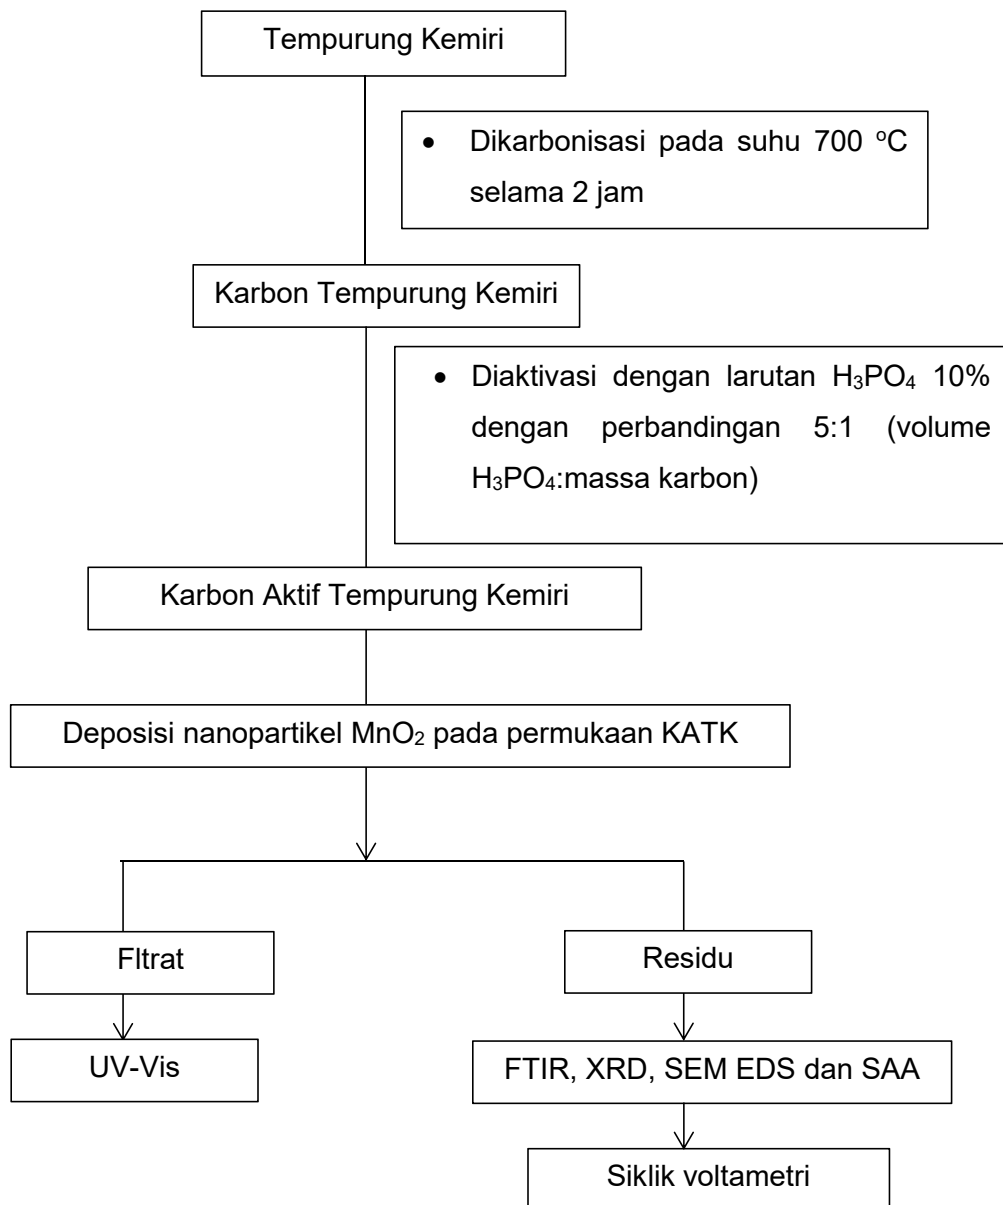 Tempurung Kemiri
• Dikarbonisasi pada suhu 700 °C
selama 2 jam
Karbon Tempurung Kemiri
• Diaktivasi dengan larutan H₃PO₄ 10%
dengan perbandingan 5:1 (volume
H₃PO₄:massa karbon)
Karbon Aktif Tempurung Kemiri
Deposisi nanopartikel MnO₂ pada permukaan KATK
Fltrat
Residu
UV-Vis
FTIR, XRD, SEM EDS dan SAA
Siklik voltametri